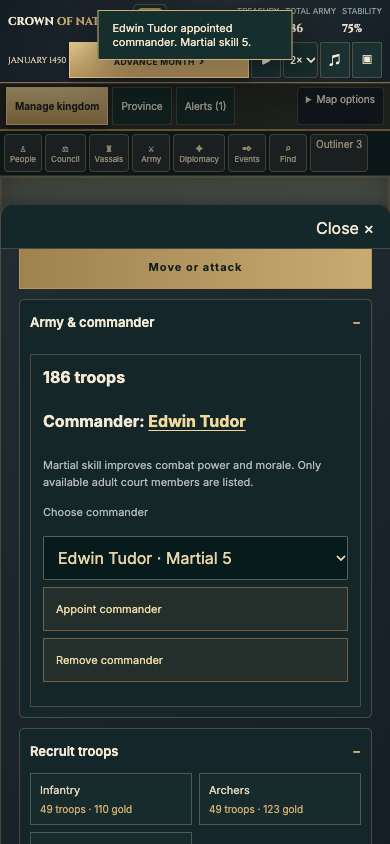 CROWN OF NAT
Edwin Tudor appointed
commander. Martial skill 5.
TREASURY TOTAL ARMY STABILITY
86 75%
JANUARY 1450
ADVANCE MONTH
2×
Manage kingdom
Province
Alerts (1)
▶ Map options
People
Council
Vassals
Army
Diplomacy
Events
Find
Outliner 3
Close ×
Move or attack
Army & commander −
186 troops
Commander: Edwin Tudor
Martial skill improves combat power and morale. Only
available adult court members are listed.
Choose commander
Edwin Tudor · Martial 5
Appoint commander
Remove commander
Recruit troops −
Infantry
49 troops · 110 gold
Archers
49 troops · 123 gold